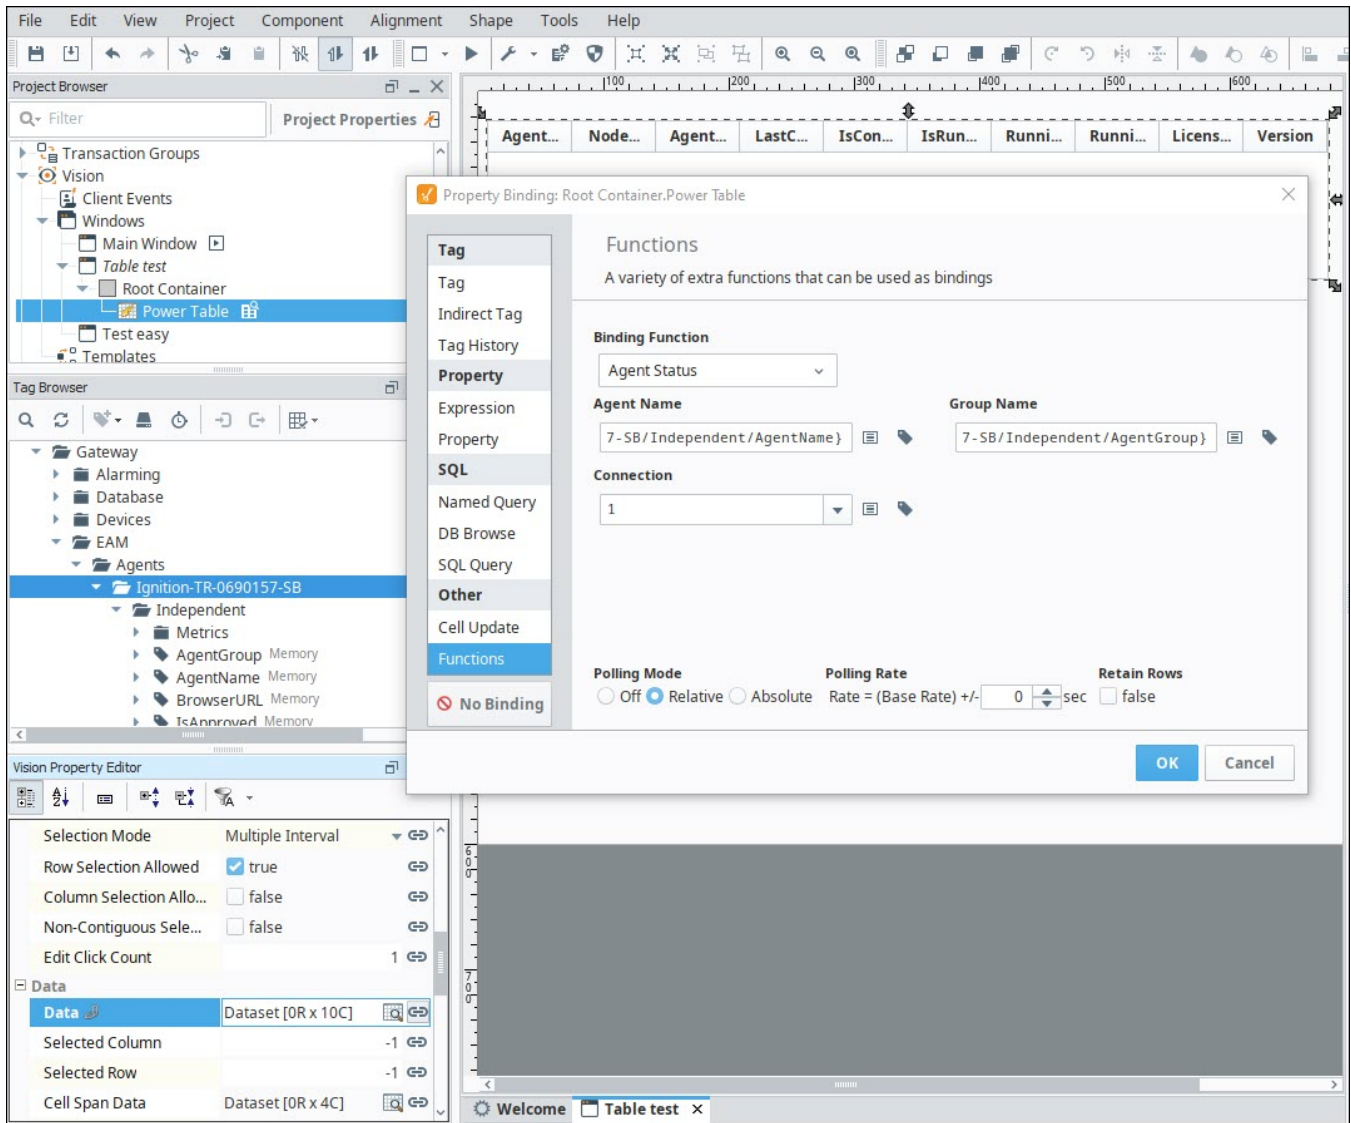 File Edit View Project Component Alignment Shape Tools Help
Project Browser
Filter
Project Properties
Transaction Groups
Vision
Client Events
Windows
Main Window
Table test
Root Container
Power Table
Test easy
Templates
Tag Browser
Gateway
Alarming
Database
Devices
EAM
Agents
Ignition-TR-0690157-SB
Independent
Metrics
AgentGroup Memory
AgentName Memory
BrowserURL Memory
IsApproved Memory
Vision Property Editor
Selection Mode Multiple Interval
Row Selection Allowed true
Column Selection Allo... false
Non-Contiguous Sele... false
Edit Click Count 1
Data
Data Dataset [0R x 10C]
Selected Column -1
Selected Row -1
Cell Span Data Dataset [0R x 4C]
100 200 300 400 500 600
Agent... Node... Agent... LastC... IsCon... IsRun... Runni... Runni... Licens... Version
Property Binding: Root Container.Power Table
Tag
Tag
Indirect Tag
Tag History
Property
Expression
Property
SQL
Named Query
DB Browse
SQL Query
Other
Cell Update
Functions
No Binding
Functions
A variety of extra functions that can be used as bindings
Binding Function
Agent Status
Agent Name Group Name
7-SB/Independent/AgentName} 7-SB/Independent/AgentGroup}
Connection
1
Polling Mode Polling Rate Retain Rows
Off Relative Absolute Rate = (Base Rate) +/- 0 sec false
OK Cancel
600
700
Welcome Table test